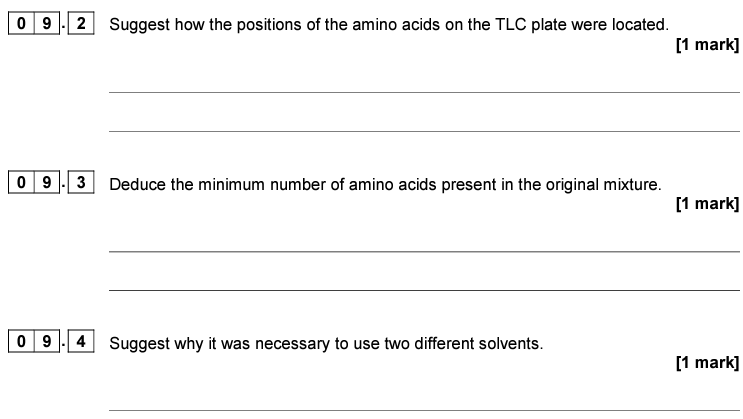 0 9 . 2 Suggest how the positions of the amino acids on the TLC plate were located.
[1 mark]
0 9 . 3 Deduce the minimum number of amino acids present in the original mixture.
[1 mark]
0 9 . 4 Suggest why it was necessary to use two different solvents.
[1 mark]